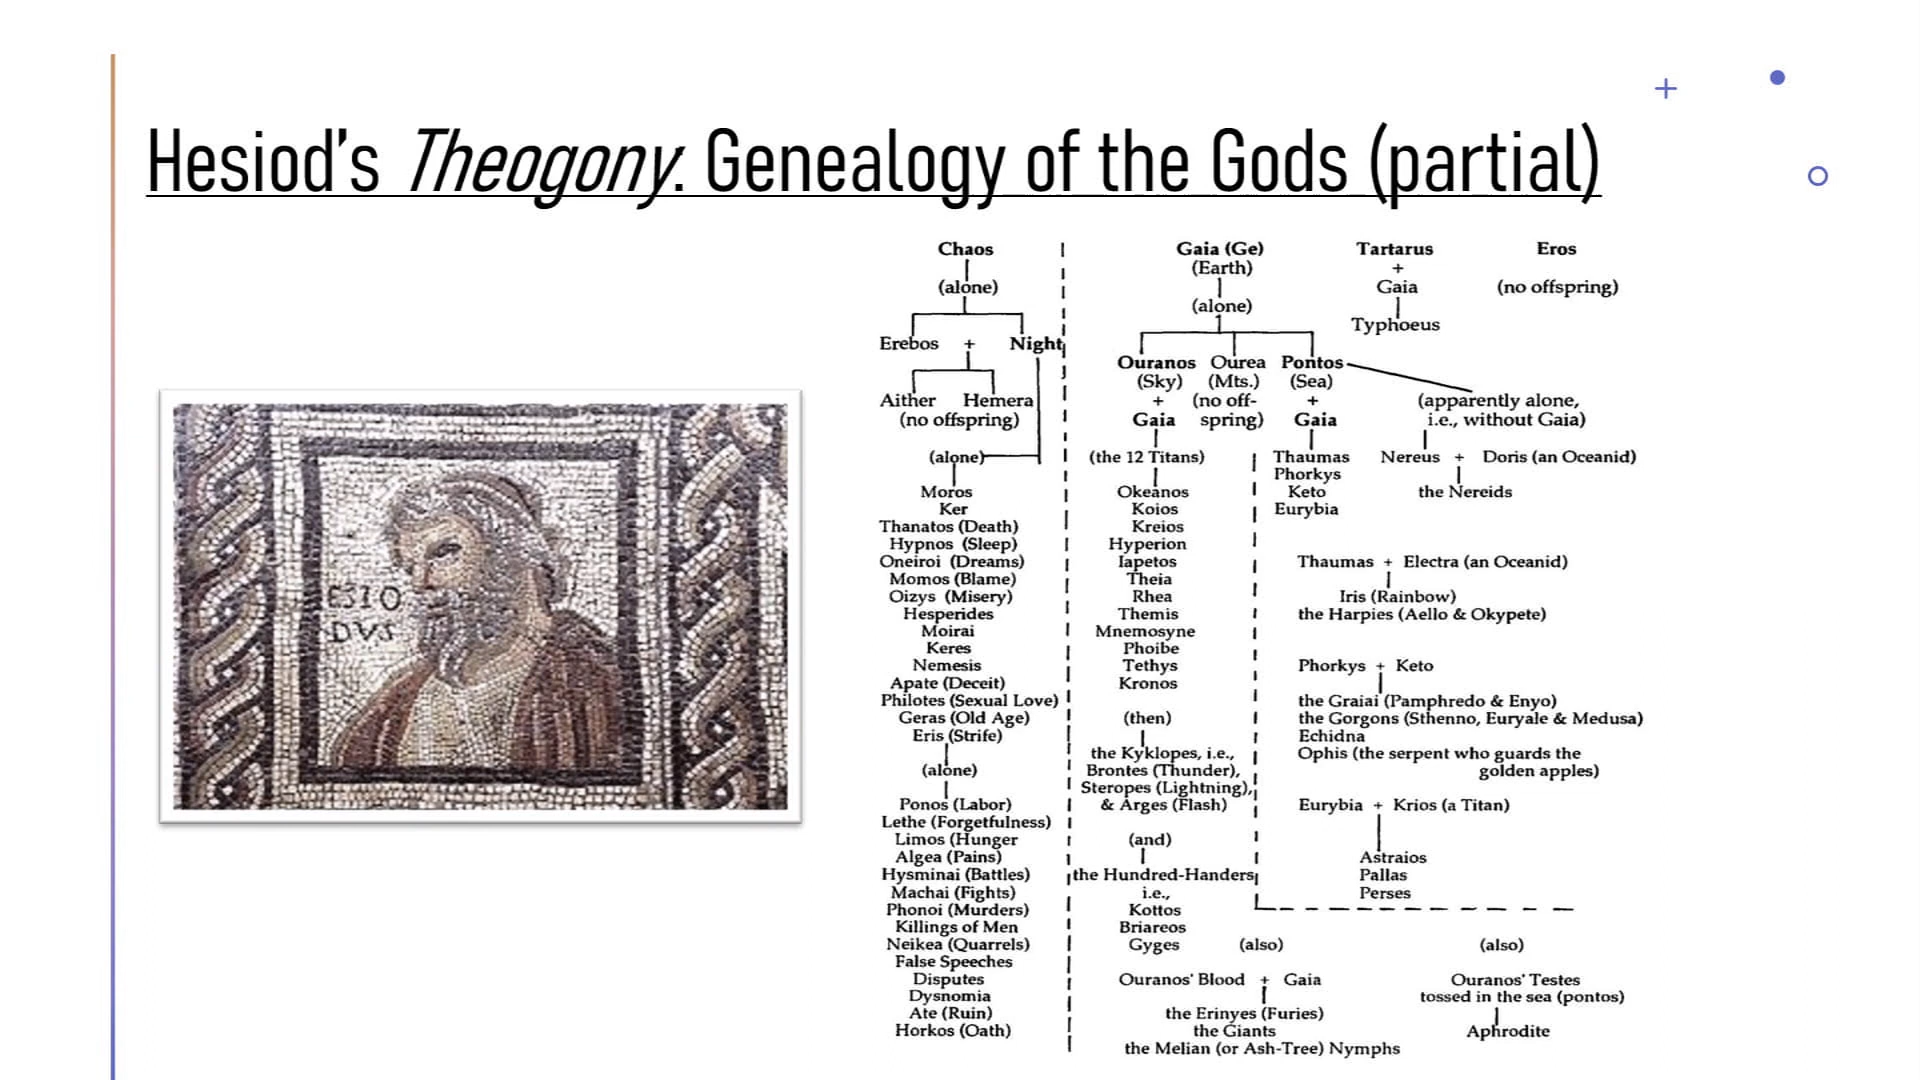 Hesiod's Theogony: Genealogy of the Gods (partial)
ESIO
DVS
Chaos
(alone)
Erebos + Night
Aither Hemera
(no offspring)
(alone)
Moros
Ker
Thanatos (Death)
Hypnos (Sleep)
Oneiroi (Dreams)
Momos (Blame)
Oizys (Misery)
Hesperides
Moirai
Keres
Nemesis
Apate (Deceit)
Philotes (Sexual Love)
Geras (Old Age)
Eris (Strife)
(alone)
Ponos (Labor)
Lethe (Forgetfulness)
Limos (Hunger
Algea (Pains)
Hysminai (Battles)
Machai (Fights)
Phonoi (Murders)
Killings of Men
Neikea (Quarrels)
False Speeches
Disputes
Dysnomia
Ate (Ruin)
Horkos (Oath)
Gaia (Ge)
(Earth)
(alone)
Ouranos Ourea Pontos
(Sky) (Mts.) (Sea)
+ (no off- +
Gaia spring) Gaia
(the 12 Titans)
Okeanos
Koios
Kreios
Hyperion
Iapetos
Theia
Rhea
Themis
Mnemosyne
Phoibe
Tethys
Kronos
(then)
the Kyklopes, i.e.,
Brontes (Thunder),
Steropes (Lightning),
& Arges (Flash)
(and)
the Hundred-Handers
i.e.,
Kottos
Briareos
Gyges
(also)
Ouranos' Blood + Gaia
the Erinyes (Furies)
the Giants
the Melian (or Ash-Tree) Nymphs
Tartarus
+
Gaia
Typhoeus
Eros
(no offspring)
(apparently alone,
i.e., without Gaia)
Thaumas
Phorkys
Keto
Eurybia
Nereus + Doris (an Oceanid)
the Nereids
Thaumas + Electra (an Oceanid)
Iris (Rainbow)
the Harpies (Aello & Okypete)
Phorkys + Keto
the Graiai (Pamphredo & Enyo)
the Gorgons (Sthenno, Euryale & Medusa)
Echidna
Ophis (the serpent who guards the
golden apples)
Eurybia + Krios (a Titan)
Astraios
Pallas
Perses
(also)
Ouranos' Testes
tossed in the sea (pontos)
Aphrodite